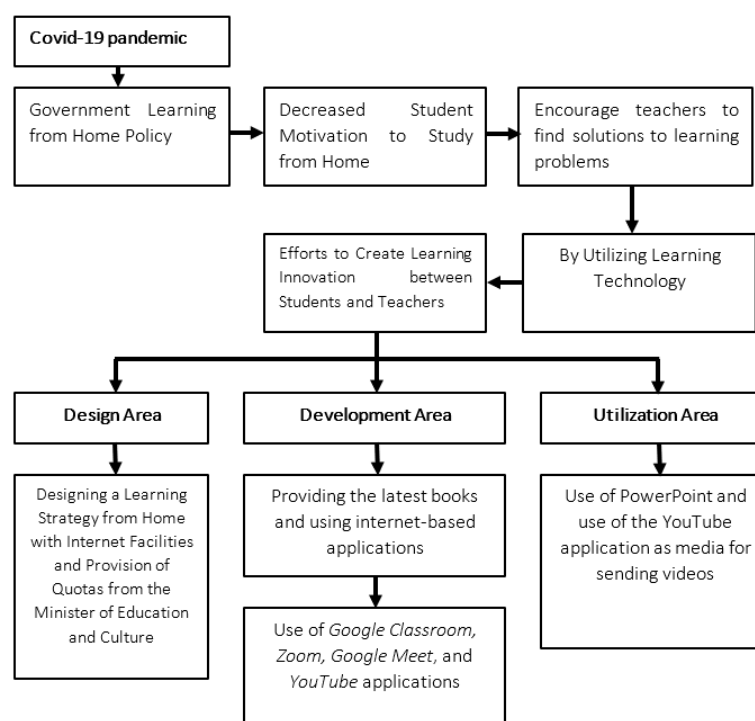 Covid-19 pandemic
Government Learning
from Home Policy
Decreased Student
Motivation to Study
from Home
Encourage teachers to
find solutions to learning
problems
Efforts to Create Learning
Innovation between
Students and Teachers
By Utilizing Learning
Technology
Design Area
Development Area
Utilization Area
Designing a Learning
Strategy from Home
with Internet Facilities
and Provision of
Quotas from the
Minister of Education
and Culture
Providing the latest books
and using internet-based
applications
Use of PowerPoint and
use of the YouTube
application as media for
sending videos
Use of Google Classroom,
Zoom, Google Meet, and
YouTube applications